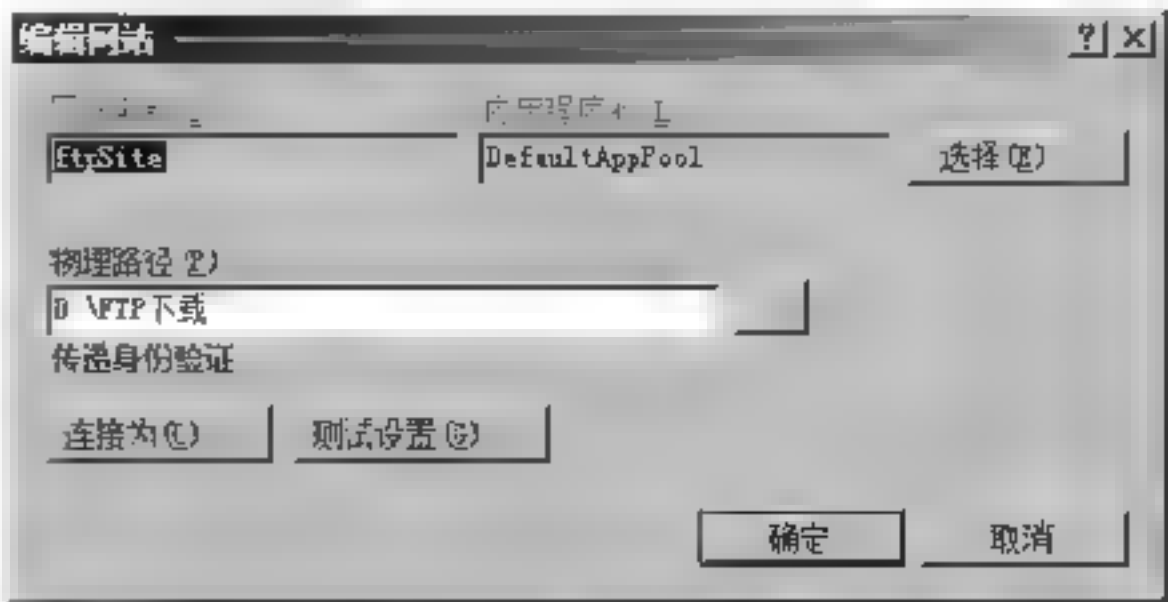 编辑网站
ftpSite DefaultAppPool 选择(E)
物理路径(P)
D \FTP下载
传递身份验证
连接为(C) 测试设置(G)
确定 取消